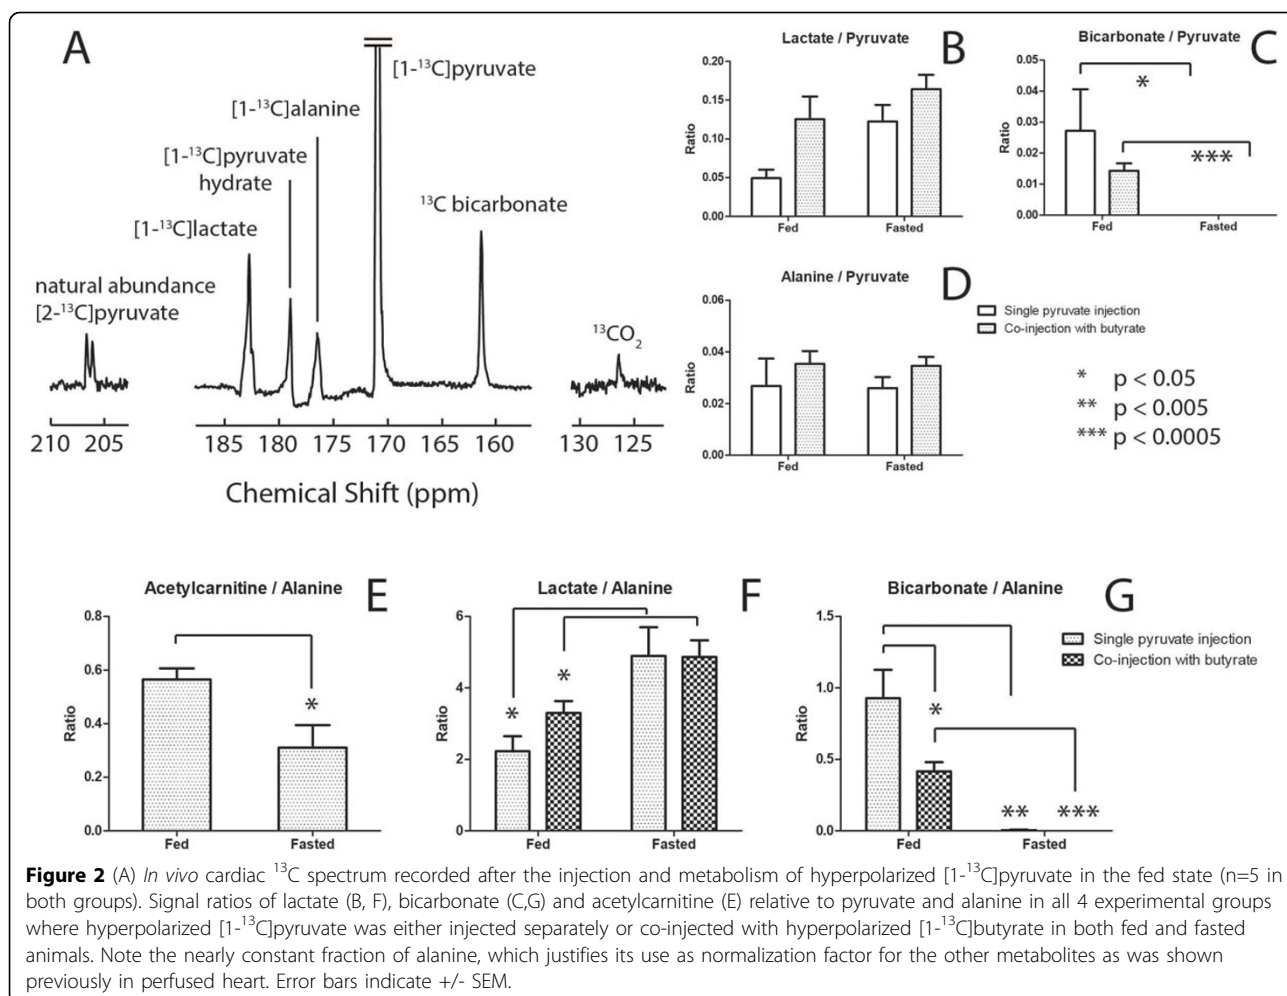 A
[1-¹³C]pyruvate
[1-¹³C]alanine
[1-¹³C]pyruvate
hydrate
¹³C bicarbonate
[1-¹³C]lactate
natural abundance
[2-¹³C]pyruvate
¹³CO₂
210 205 185 180 175 170 165 160 130 125
Chemical Shift (ppm)
Lactate / Pyruvate
B
0.20
0.15
0.10
0.05
0.00
Ratio
Fed Fasted
Bicarbonate / Pyruvate
C
0.05
0.04
0.03
0.02
0.01
0.00
Ratio
*
***
Fed Fasted
Alanine / Pyruvate
D
0.06
0.04
0.02
0.00
Ratio
Fed Fasted
Single pyruvate injection
Co-injection with butyrate
* p < 0.05
** p < 0.005
*** p < 0.0005
Acetylcarnitine / Alanine
E
0.8
0.6
0.4
0.2
0.0
Ratio
*
Fed Fasted
Lactate / Alanine
F
6
4
2
0
Ratio
* *
Fed Fasted
Bicarbonate / Alanine
G
1.5
1.0
0.5
0.0
Ratio
*
** ***
Fed Fasted
Single pyruvate injection
Co-injection with butyrate
Figure 2 (A) In vivo cardiac ¹³C spectrum recorded after the injection and metabolism of hyperpolarized [1-¹³C]pyruvate in the fed state (n=5 in
both groups). Signal ratios of lactate (B, F), bicarbonate (C,G) and acetylcarnitine (E) relative to pyruvate and alanine in all 4 experimental groups
where hyperpolarized [1-¹³C]pyruvate was either injected separately or co-injected with hyperpolarized [1-¹³C]butyrate in both fed and fasted
animals. Note the nearly constant fraction of alanine, which justifies its use as normalization factor for the other metabolites as was shown
previously in perfused heart. Error bars indicate +/- SEM.